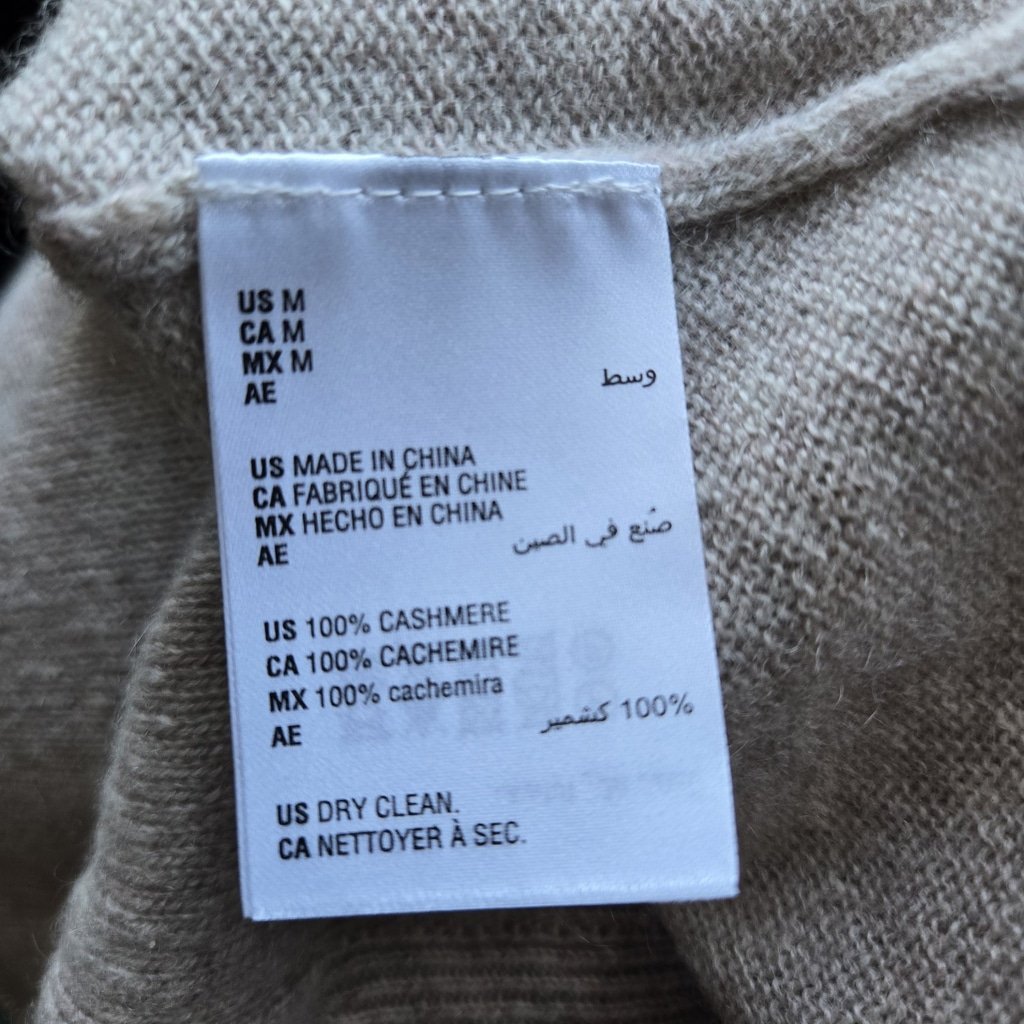 US M
CA M
MX M
AE وسط
US MADE IN CHINA
CA FABRIQUÉ EN CHINE
MX HECHO EN CHINA
AE صُنع في الصين
US 100% CASHMERE
CA 100% CACHEMIRE
MX 100% cachemira
AE 100% كشمير
US DRY CLEAN.
CA NETTOYER À SEC.